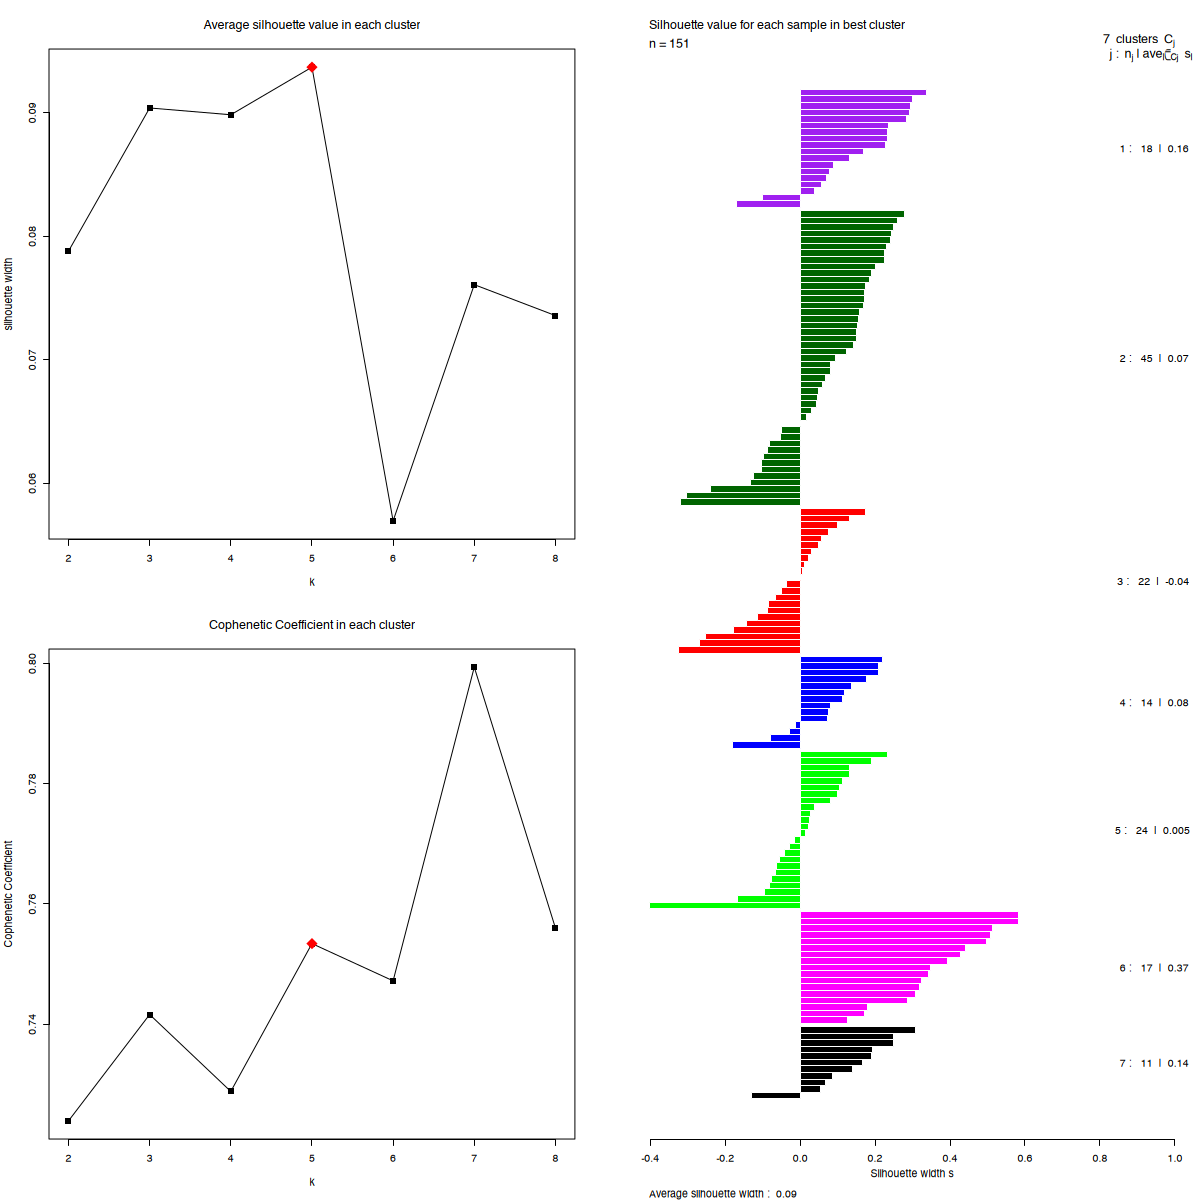 Average silhouette value in each cluster
0.09
0.08
0.07
0.06
silhouette width
2 3 4 5 6 7 8
k
Cophenetic Coefficient in each cluster
0.80
0.78
0.76
0.74
Cophenetic Coefficient
2 3 4 5 6 7 8
k
Silhouette value for each sample in best cluster
n = 151
7 clusters Cj
j : nj | avei∈Cj si
1 : 18 | 0.16
2 : 45 | 0.07
3 : 22 | -0.04
4 : 14 | 0.08
5 : 24 | 0.005
6 : 17 | 0.37
7 : 11 | 0.14
-0.4 -0.2 0.0 0.2 0.4 0.6 0.8 1.0
Silhouette width s
Average silhouette width : 0.09